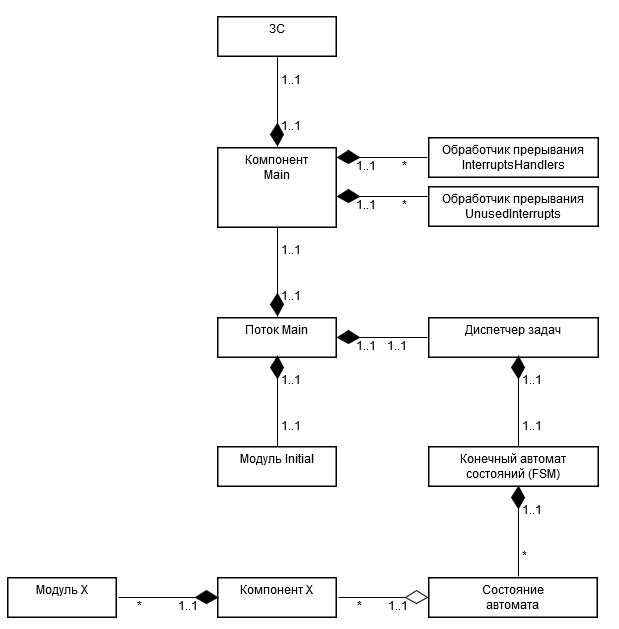 ЗС
1..1
1..1
Компонент
Main
1..1
*
Обработчик прерывания
InterruptsHandlers
1..1
*
Обработчик прерывания
UnusedInterrupts
1..1
1..1
Поток Main
1..1
1..1
Диспетчер задач
1..1
1..1
1..1
1..1
Модуль Initial
Конечный автомат
состояний (FSM)
1..1
*
Модуль X
*
1..1
Компонент X
*
1..1
Состояние
автомата